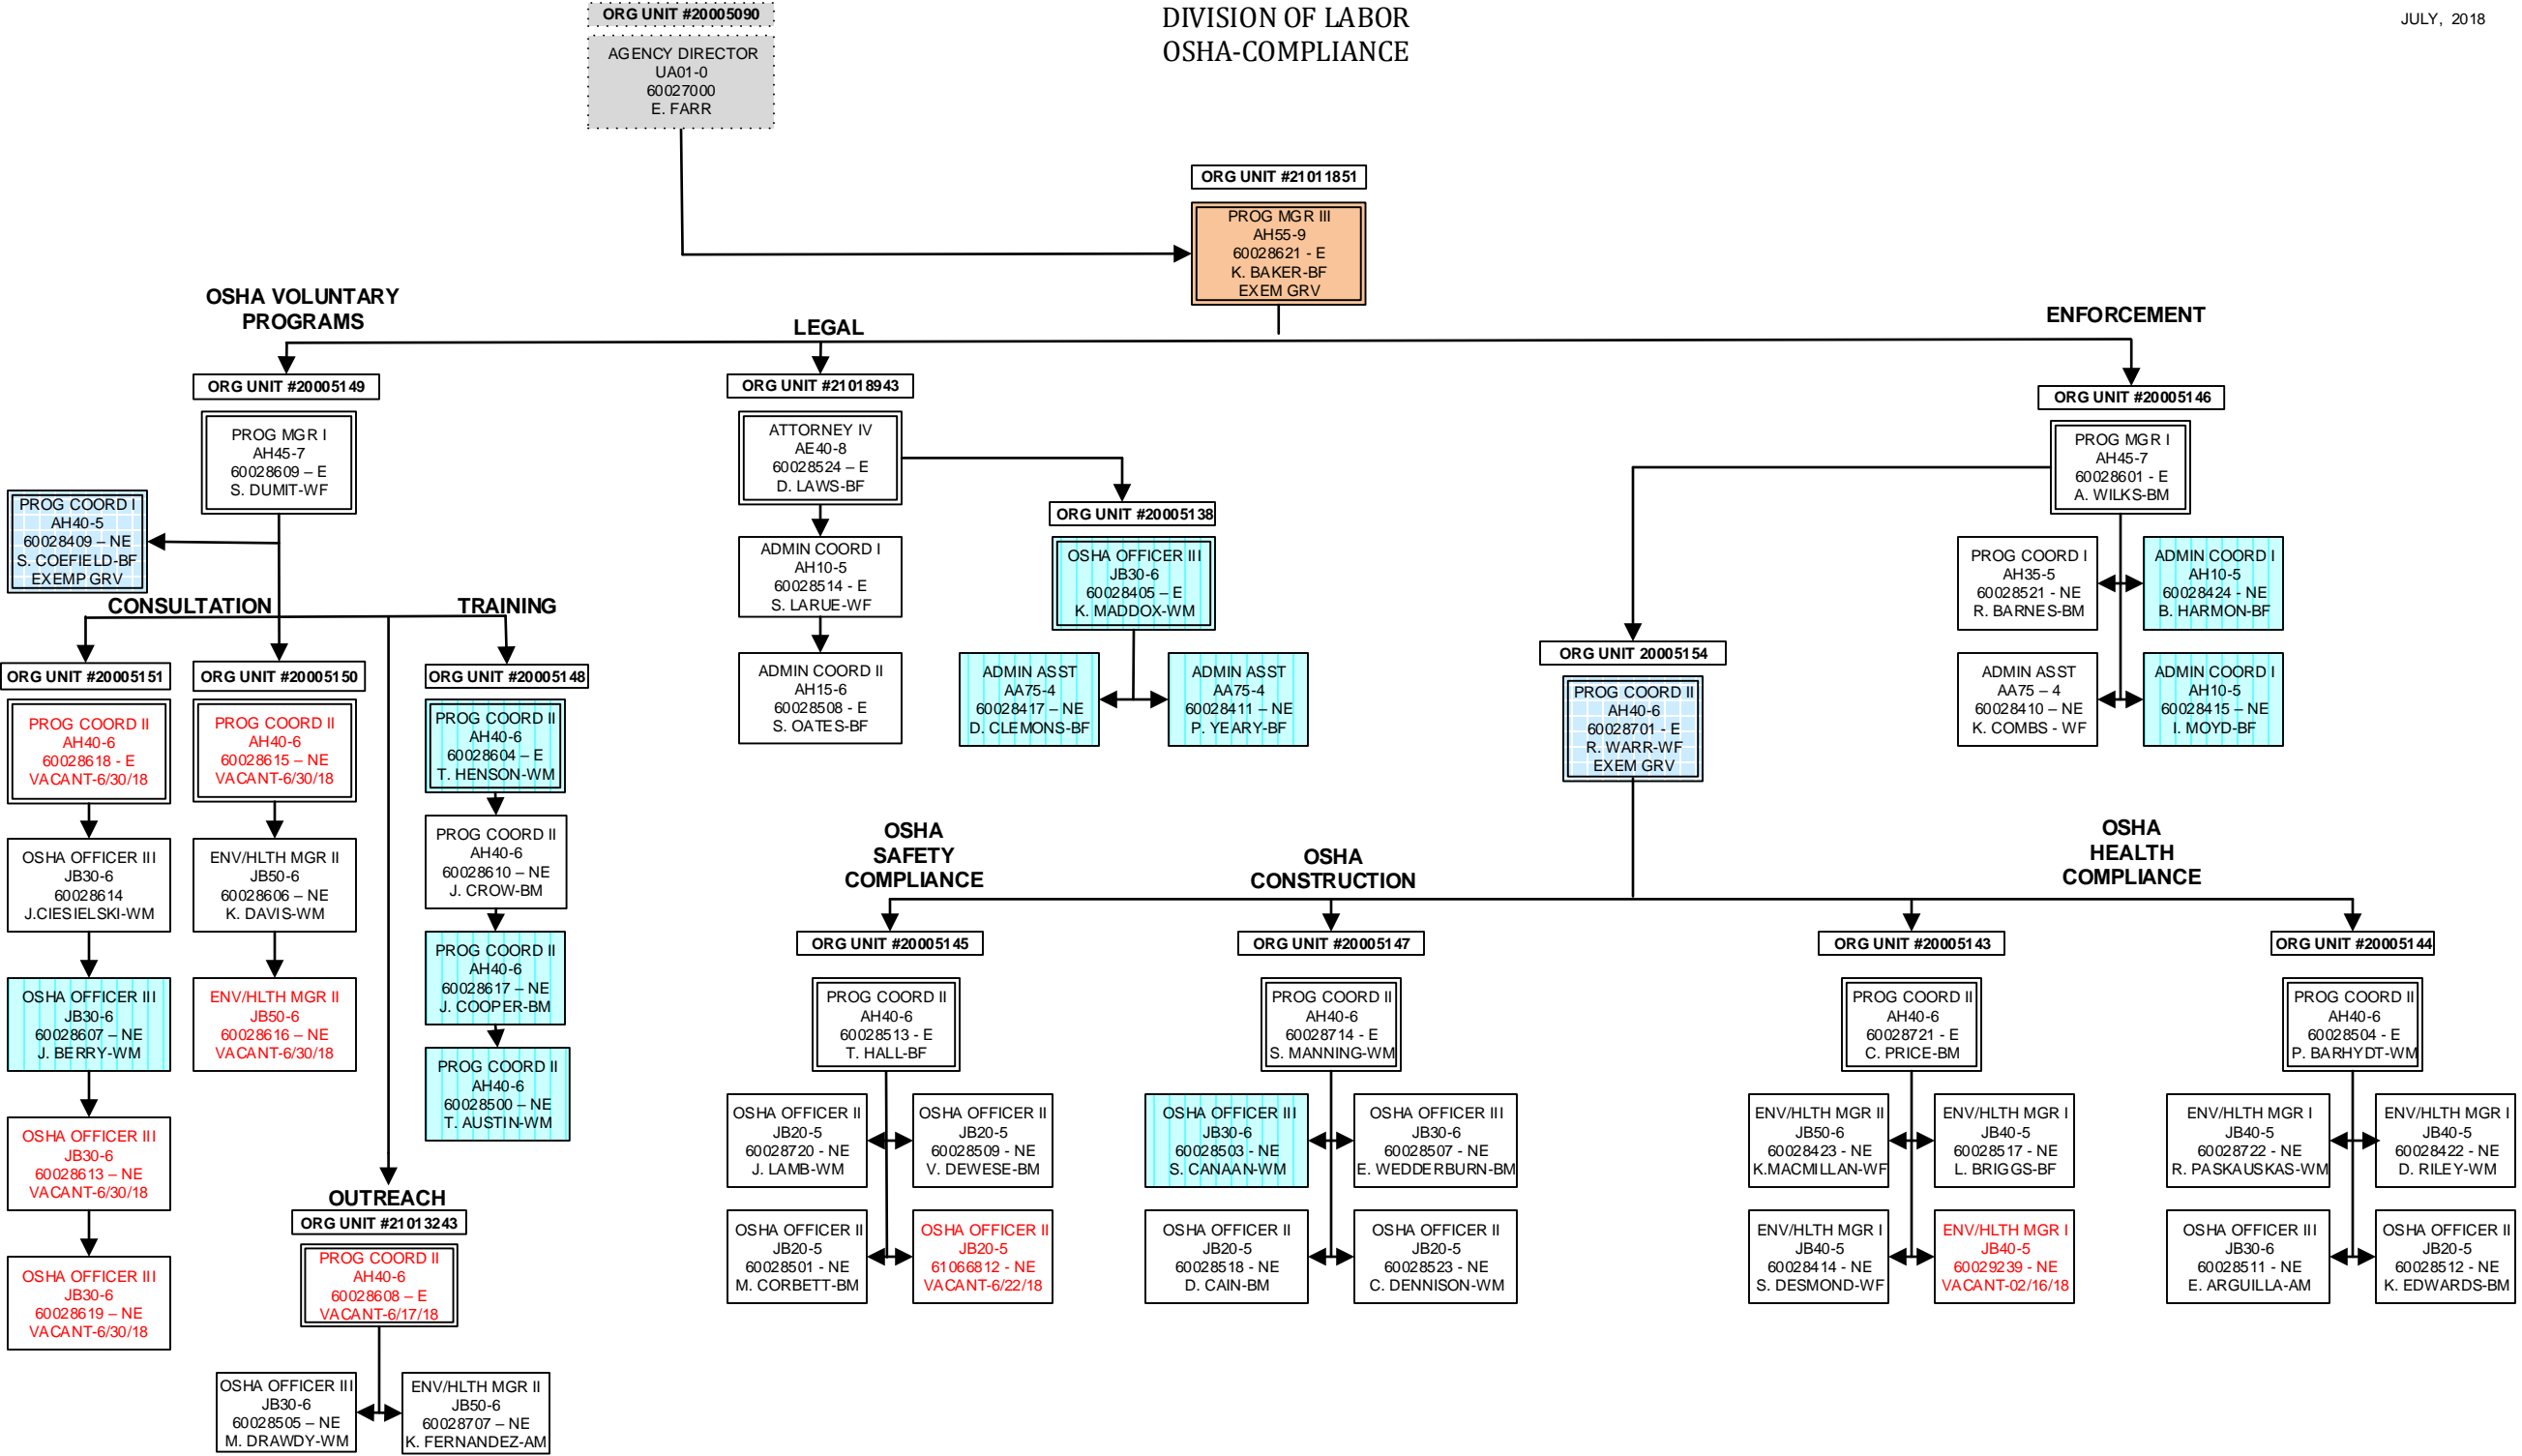 ORG UNIT #20005090
DIVISION OF LABOR
OSHA-COMPLIANCE
JULY, 2018
AGENCY DIRECTOR
UA01-0
60027000
E. FARR
ORG UNIT #21011851
PROG MGR III
AH55-9
60028621 - E
K. BAKER-BF
EXEM GRV
OSHA VOLUNTARY
PROGRAMS
LEGAL
ENFORCEMENT
ORG UNIT #20005149
PROG MGR I
AH45-7
60028609 – E
S. DUMIT-WF
PROG COORD I
AH40-5
60028409 – NE
S. COEFIELD-BF
EXEMP GRV
CONSULTATION
TRAINING
ORG UNIT #20005151
PROG COORD II
AH40-6
60028618 - E
VACANT-6/30/18
OSHA OFFICER III
JB30-6
60028614
J.CIESIELSKI-WM
OSHA OFFICER III
JB30-6
60028607 – NE
J. BERRY-WM
OSHA OFFICER III
JB30-6
60028613 – NE
VACANT-6/30/18
OSHA OFFICER III
JB30-6
60028619 – NE
VACANT-6/30/18
ORG UNIT #20005150
PROG COORD II
AH40-6
60028615 – NE
VACANT-6/30/18
ENV/HLTH MGR II
JB50-6
60028606 – NE
K. DAVIS-WM
ENV/HLTH MGR II
JB50-6
60028616 – NE
VACANT-6/30/18
ORG UNIT #20005148
PROG COORD II
AH40-6
60028604 – E
T. HENSON-WM
PROG COORD II
AH40-6
60028610 – NE
J. CROW-BM
PROG COORD II
AH40-6
60028617 – NE
J. COOPER-BM
PROG COORD II
AH40-6
60028500 – NE
T. AUSTIN-WM
OUTREACH
ORG UNIT #21013243
PROG COORD II
AH40-6
60028608 – E
VACANT-6/17/18
OSHA OFFICER III
JB30-6
60028505 – NE
M. DRAWDY-WM
ENV/HLTH MGR II
JB50-6
60028707 – NE
K. FERNANDEZ-AM
ORG UNIT #21018943
ATTORNEY IV
AE40-8
60028524 – E
D. LAWS-BF
ADMIN COORD I
AH10-5
60028514 - E
S. LARUE-WF
ADMIN COORD II
AH15-6
60028508 - E
S. OATES-BF
ORG UNIT #20005138
OSHA OFFICER III
JB30-6
60028405 – E
K. MADDOX-WM
ADMIN ASST
AA75-4
60028417 – NE
D. CLEMONS-BF
ADMIN ASST
AA75-4
60028411 – NE
P. YEARY-BF
ORG UNIT #20005146
PROG MGR I
AH45-7
60028601 - E
A. WILKS-BM
PROG COORD I
AH35-5
60028521 - NE
R. BARNES-BM
ADMIN COORD I
AH10-5
60028424 - NE
B. HARMON-BF
ADMIN ASST
AA75 – 4
60028410 – NE
K. COMBS - WF
ADMIN COORD I
AH10-5
60028415 – NE
I. MOYD-BF
ORG UNIT 20005154
PROG COORD II
AH40-6
60028701 - E
R. WARR-WF
EXEM GRV
OSHA
SAFETY
COMPLIANCE
OSHA
CONSTRUCTION
OSHA
HEALTH
COMPLIANCE
ORG UNIT #20005145
PROG COORD II
AH40-6
60028513 - E
T. HALL-BF
OSHA OFFICER II
JB20-5
60028720 - NE
J. LAMB-WM
OSHA OFFICER II
JB20-5
60028509 - NE
V. DEWESE-BM
OSHA OFFICER II
JB20-5
60028501 - NE
M. CORBETT-BM
OSHA OFFICER II
JB20-5
61066812 - NE
VACANT-6/22/18
ORG UNIT #20005147
PROG COORD II
AH40-6
60028714 - E
S. MANNING-WM
OSHA OFFICER III
JB30-6
60028503 - NE
S. CANAAN-WM
OSHA OFFICER III
JB30-6
60028507 - NE
E. WEDDERBURN-BM
OSHA OFFICER II
JB20-5
60028518 - NE
D. CAIN-BM
OSHA OFFICER II
JB20-5
60028523 - NE
C. DENNISON-WM
ORG UNIT #20005143
PROG COORD II
AH40-6
60028721 - E
C. PRICE-BM
ENV/HLTH MGR II
JB50-6
60028423 - NE
K.MACMILLAN-WF
ENV/HLTH MGR I
JB40-5
60028517 - NE
L. BRIGGS-BF
ENV/HLTH MGR I
JB40-5
60028414 - NE
S. DESMOND-WF
ENV/HLTH MGR I
JB40-5
60029239 - NE
VACANT-02/16/18
ORG UNIT #20005144
PROG COORD II
AH40-6
60028504 - E
P. BARHYDT-WM
ENV/HLTH MGR I
JB40-5
60028722 - NE
R. PASKAUSKAS-WM
ENV/HLTH MGR I
JB40-5
60028422 - NE
D. RILEY-WM
OSHA OFFICER III
JB30-6
60028511 - NE
E. ARGUILLA-AM
OSHA OFFICER II
JB20-5
60028512 - NE
K. EDWARDS-BM